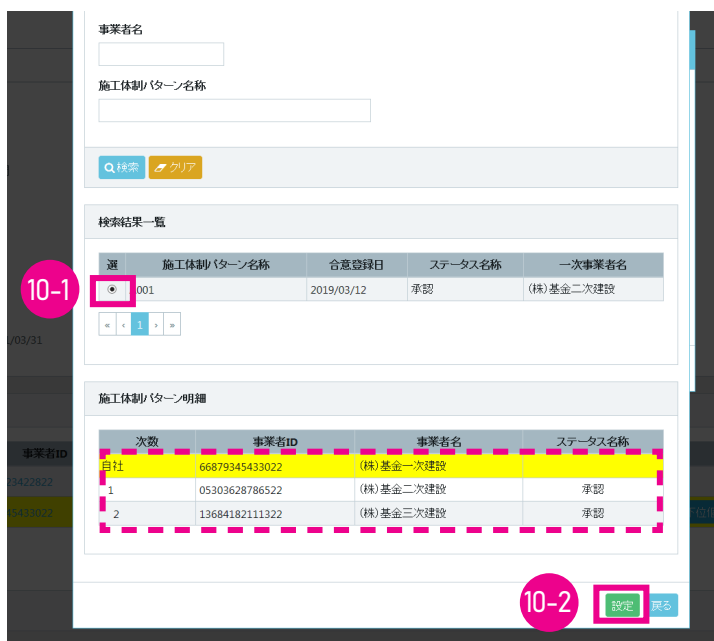 事業者名
施工体制パターン名称
検索 クリア
検索結果一覧
選 施工体制パターン名称 合意登録日 ステータス名称 一次事業者名
10-1
001 2019/03/12 承認 (株)基金二次建設
« ‹ 1 › »
/03/31
施工体制パターン明細
次数 事業者ID 事業者名 ステータス名称
事業者ID
自社 66879345433022 (株)基金一次建設
23422822
1 05303628786522 (株)基金二次建設 承認
45433022
2 13684182111322 (株)基金三次建設 承認
10-2
設定 戻る